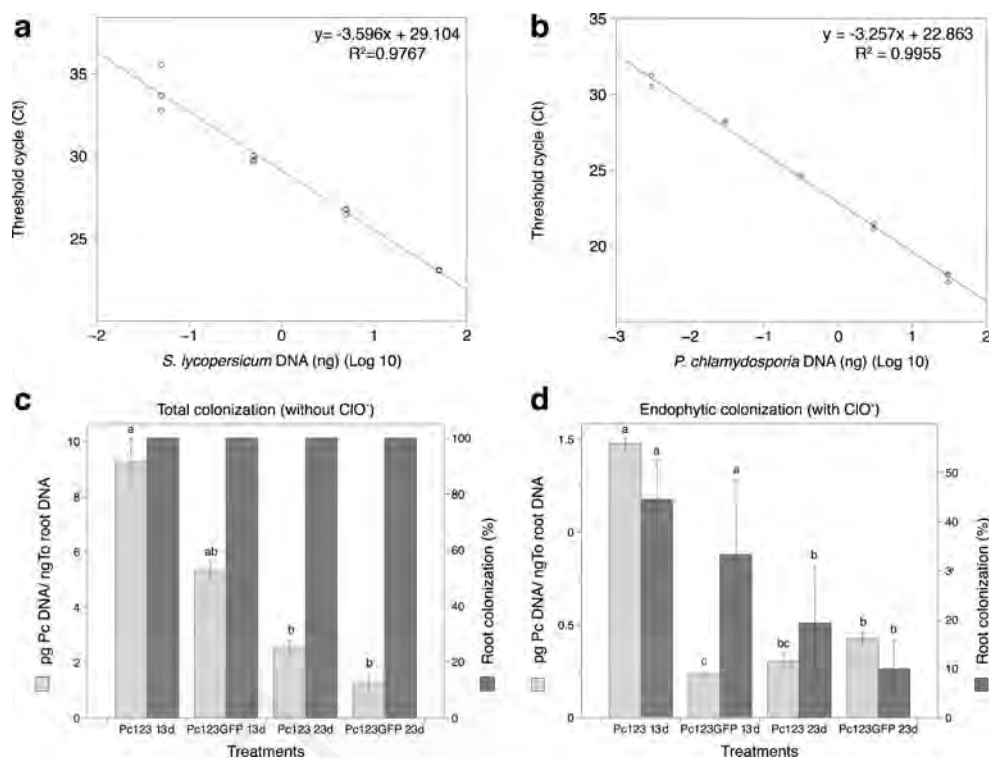 a
y= -3.596x + 29.104
R²=0.9767
Threshold cycle (Ct)
35
30
25
−2
−1
0
1
2
S. lycopersicum DNA (ng) (Log 10)
b
y = -3.257x + 22.863
R² = 0.9955
Threshold cycle (Ct)
35
30
25
20
−3
−2
−1
0
1
2
P. chlamydosporia DNA (ng) (Log 10)
c
Total colonization (without ClO⁻)
pg Pc DNA/ ngTo root DNA
10
8
6
4
2
0
a
ab
b
b
100
80
60
40
20
0
Root colonization (%)
Pc123 13d
Pc123GFP 13d
Pc123 23d
Pc123GFP 23d
Treatments
d
Endophytic colonization (with ClO⁻)
pg Pc DNA/ ngTo root DNA
1.5
0.5
0
a
a
c
a
bc
b
b
b
50
40
20
10
0
Root colonization (%)
Pc123 13d
Pc123GFP 13d
Pc123 23d
Pc123GFP 23d
Treatments